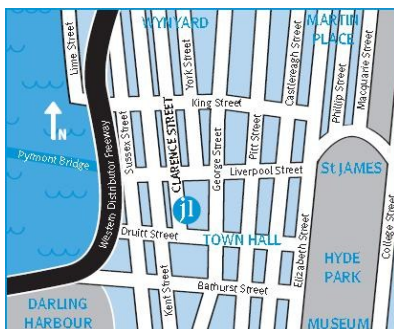 WYNYARD
MARTIN
PLACE
Lime Street
York Street
Castlereagh Street
Phillip Street
Macquarie Street
King Street
N
Sussex Street
CLARENCE STREET
George Street
Pitt Street
Pyrmont Bridge
Liverpool Street
St JAMES
Western Distributor Freeway
jl
Druitt Street
TOWN HALL
Elizabeth Street
College Street
HYDE
PARK
Kent Street
Bathurst Street
DARLING
HARBOUR
MUSEUM